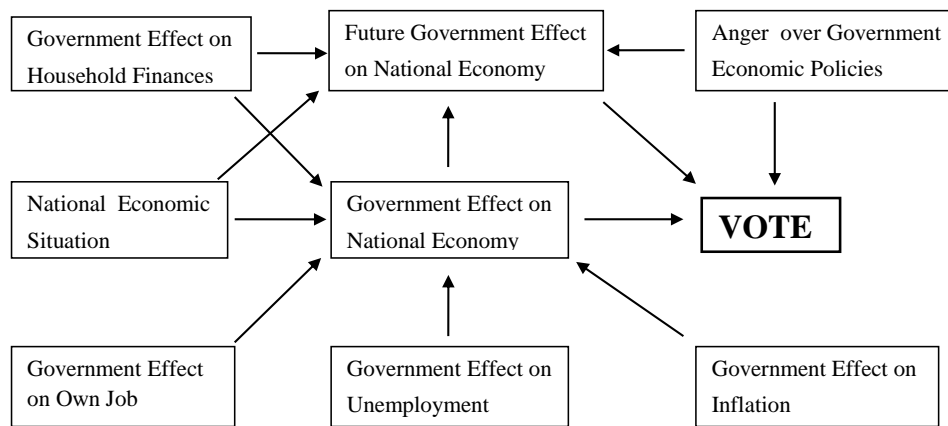 Government Effect on
Household Finances
Future Government Effect
on National Economy
Anger over Government
Economic Policies
National Economic
Situation
Government Effect on
National Economy
VOTE
Government Effect
on Own Job
Government Effect on
Unemployment
Government Effect on
Inflation